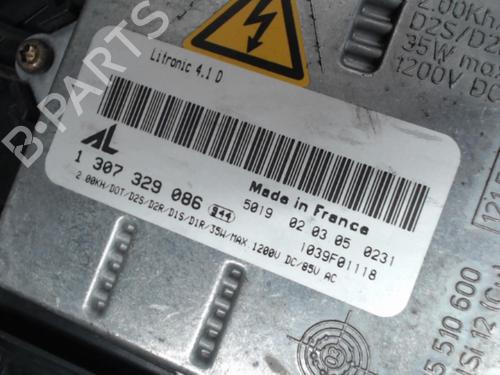 2.00Kh
D2S/D2
35W ma
1200V DC
Litronic 4.1 D
AL
1 307 329 086
2 00KH/DOT/D2S/D2R/D1S/D1R/35W/MAX 1200V DC/85V AC
Made in France
5019 02 03 05 0231
1039F01118
5 510 600
B-PARTS